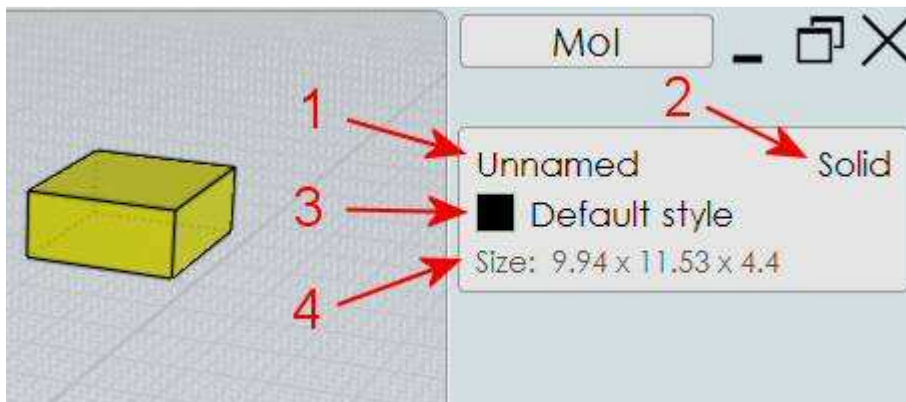 MoI
2
1
Unnamed Solid
3
Default style
Size: 9.94 x 11.53 x 4.4
4